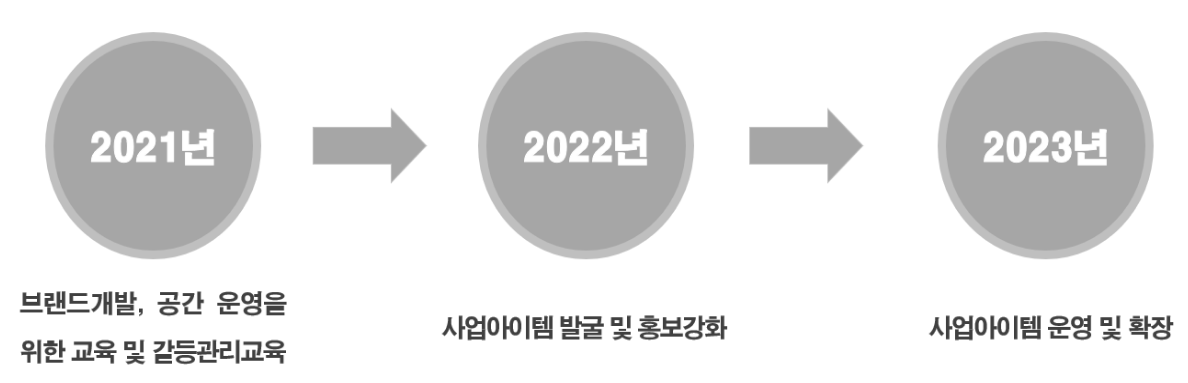 2021년
2022년
2023년
브랜드개발, 공간 운영을
위한 교육 및 갈등관리교육
사업아이템 발굴 및 홍보강화
사업아이템 운영 및 확장